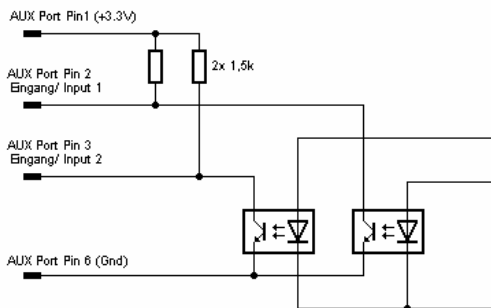 AUX Port Pin1 (+3.3V)
2x 1,5k
AUX Port Pin 2
Eingang/ Input 1
AUX Port Pin 3
Eingang/ Input 2
AUX Port Pin 6 (Gnd)